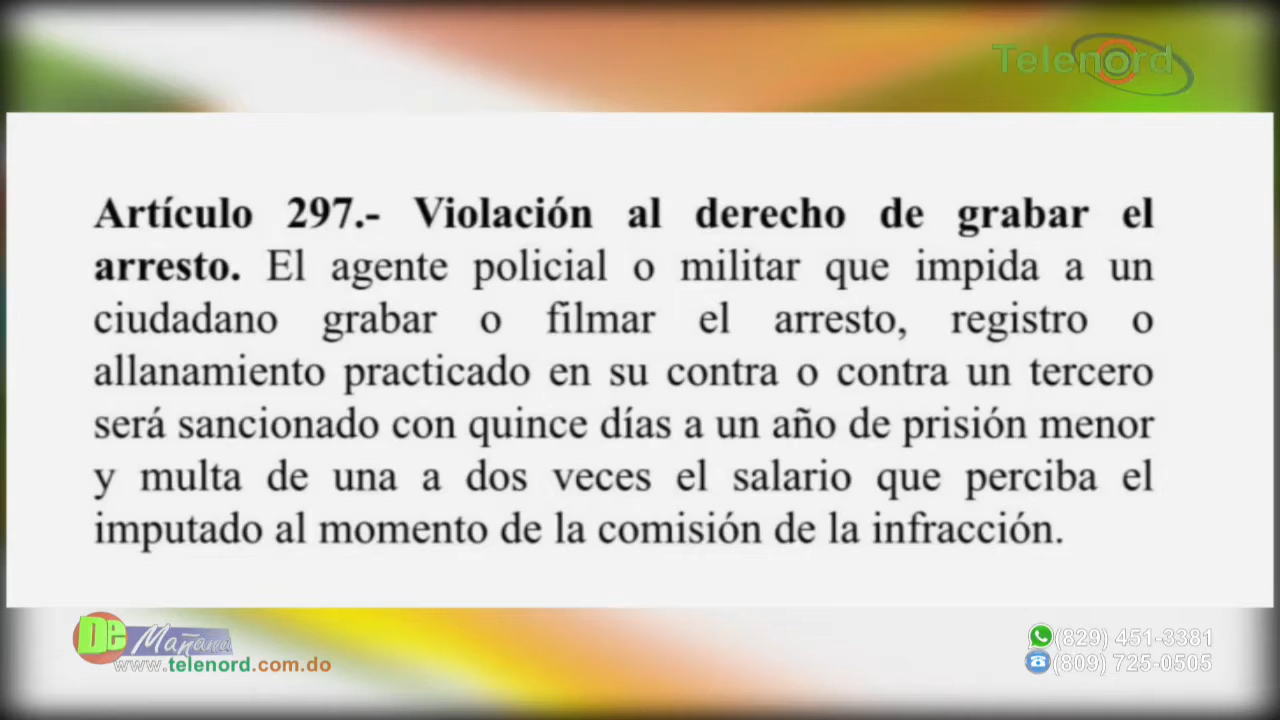 Telenord
Artículo 297.- Violación al derecho de grabar el
arresto. El agente policial o militar que impida a un
ciudadano grabar o filmar el arresto, registro o
allanamiento practicado en su contra o contra un tercero
será sancionado con quince días a un año de prisión menor
y multa de una a dos veces el salario que perciba el
imputado al momento de la comisión de la infracción.
De Mañana
www.telenord.com.do
(829) 451-3381
(809) 725-0505